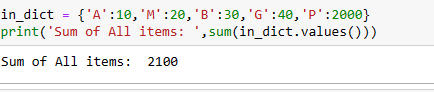 in_dict = {'A':10,'M':20,'B':30,'G':40,'P':2000}
print('Sum of All items: ',sum(in_dict.values()))
Sum of All items:  2100